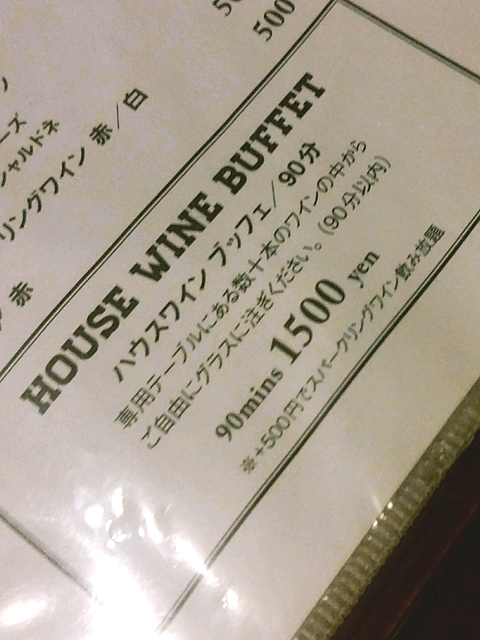 500
ーズ
シャルドネ
リングワイン 赤/白
赤
HOUSE WINE BUFFET
ハウスワイン ブッフェ/90分
専用テーブルにある数十本のワインの中から
ご自由にグラスに注ぎください。(90分以内)
90mins 1500 yen
※+500円でスパークリングワイン飲み放題